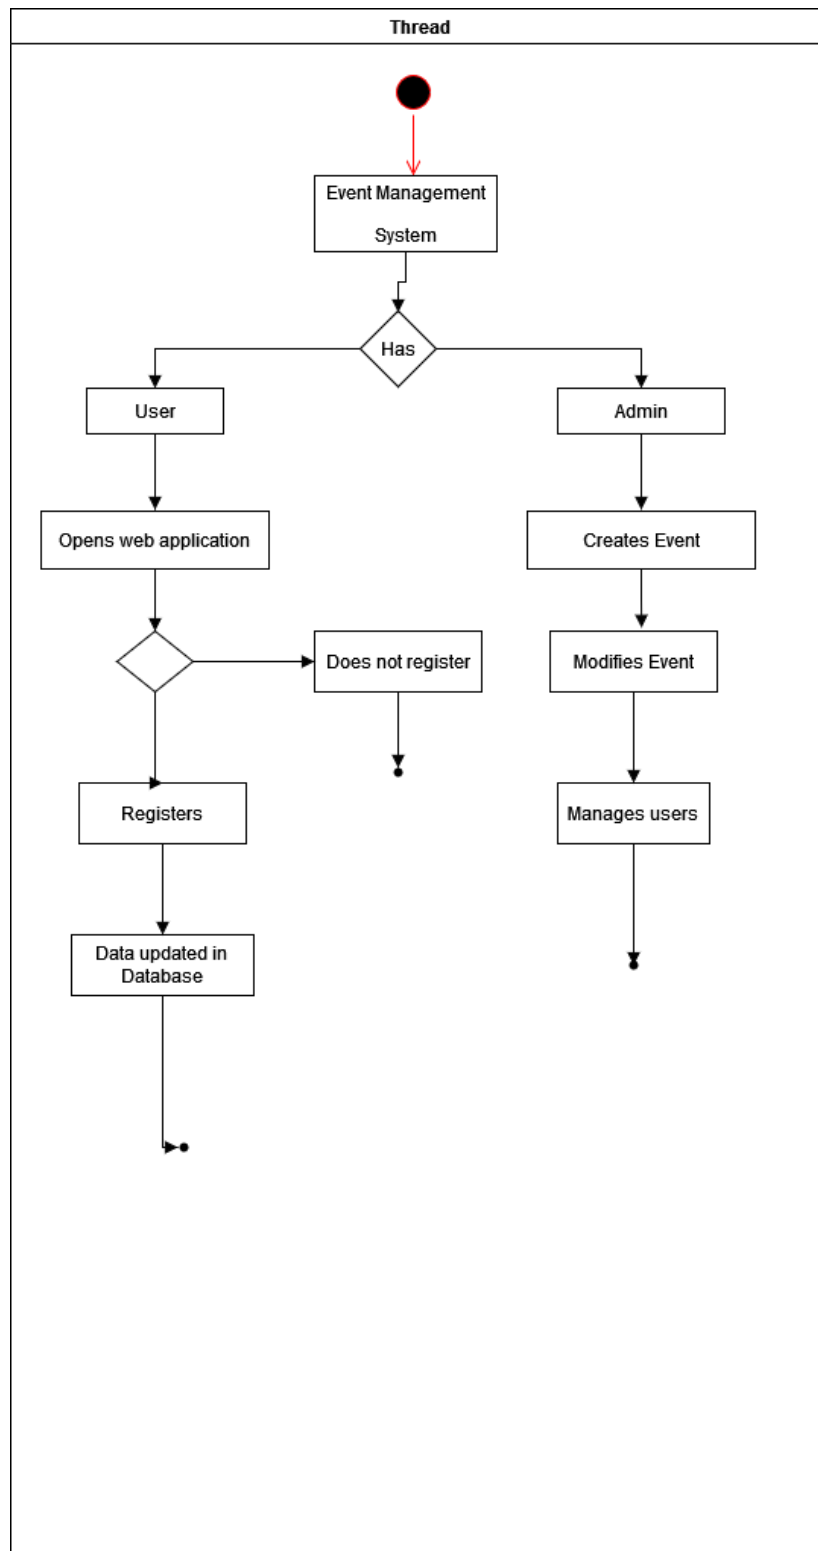 Thread
Event Management
System
Has
User
Admin
Opens web application
Creates Event
Does not register
Modifies Event
Registers
Manages users
Data updated in
Database